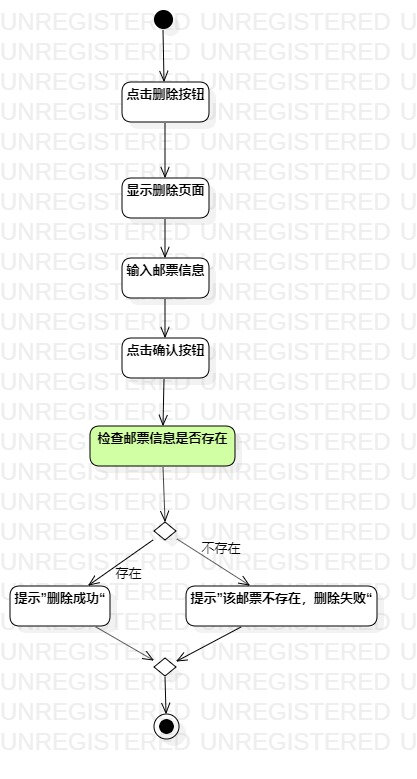 点击删除按钮
显示删除页面
输入邮票信息
点击确认按钮
检查邮票信息是否存在
不存在
存在
提示”删除成功“
提示”该邮票不存在，删除失败“
UNREGISTERED